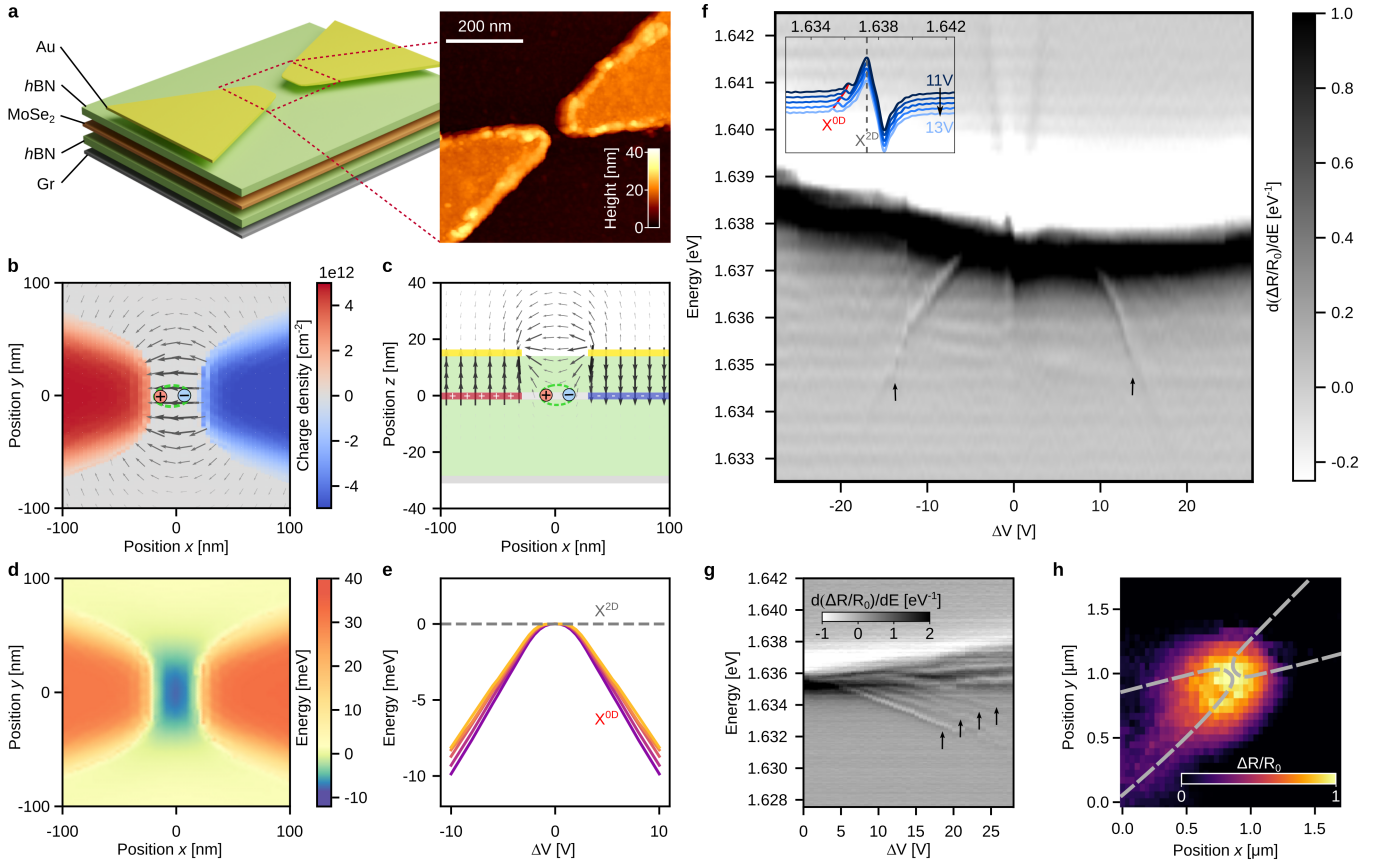 a
Au
hBN
MoSe2
hBN
Gr
200 nm
Height [nm]
40
20
0
b
100
50
0
-50
-100
-100
0
100
Position y [nm]
Position x [nm]
1e12
4
2
0
-2
-4
Charge density [cm-2]
+
−
c
40
20
0
-20
-40
-100
0
100
Position z [nm]
Position x [nm]
+
−
d
100
50
0
-50
-100
-100
0
100
Position y [nm]
Position x [nm]
40
30
20
10
0
-10
Energy [meV]
e
0
-5
-10
-10
0
10
Energy [meV]
ΔV [V]
X2D
X0D
f
1.642
1.641
1.640
1.639
1.638
1.637
1.636
1.635
1.634
1.633
Energy [eV]
-20
-10
0
10
20
ΔV [V]
1.634
1.638
1.642
11V
13V
X0D
X2D
1.0
0.8
0.6
0.4
0.2
0.0
-0.2
d(ΔR/R0)/dE [eV-1]
g
1.642
1.640
1.638
1.636
1.634
1.632
1.630
1.628
Energy [eV]
d(ΔR/R0)/dE [eV-1]
-1
0
1
2
0
5
10
15
20
25
ΔV [V]
h
1.5
1.0
0.5
0.0
Position y [μm]
0.0
0.5
1.0
1.5
Position x [μm]
ΔR/R0
0
1